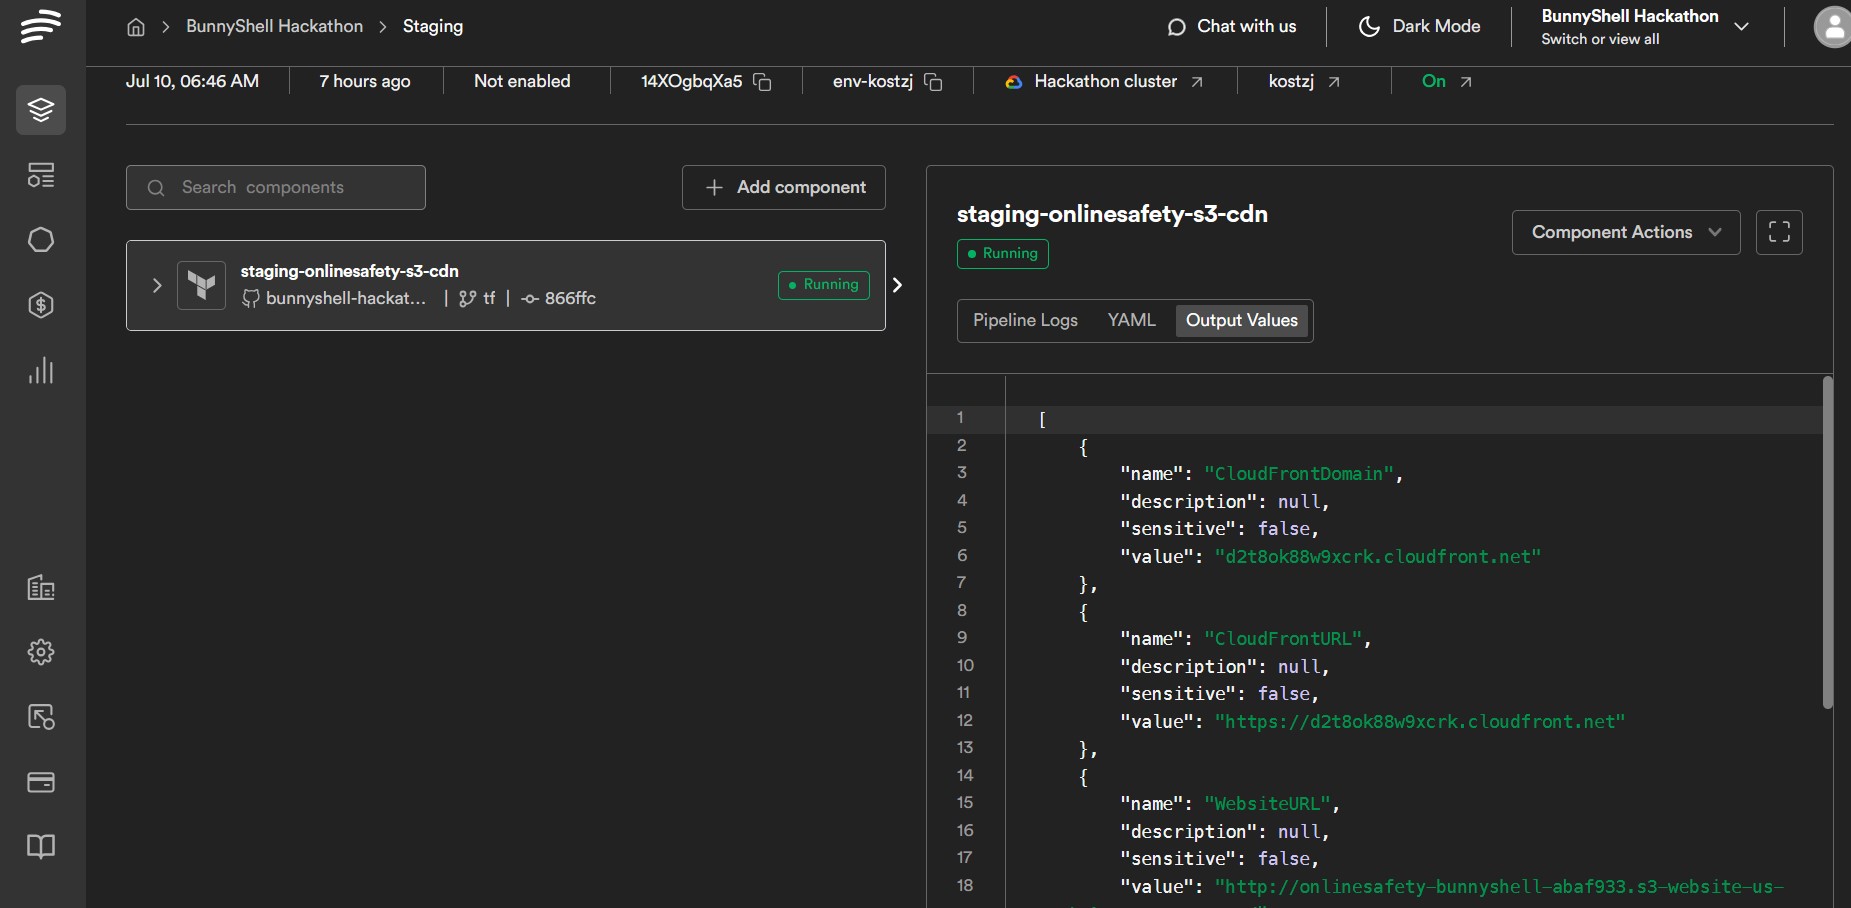 BunnyShell Hackathon > Staging
Chat with us
Dark Mode
BunnyShell Hackathon
Switch or view all
Jul 10, 06:46 AM
7 hours ago
Not enabled
14XOgbqXa5
env-kostzj
Hackathon cluster
kostzj
On
Search components
Add component
staging-onlinesafety-s3-cdn
bunnyshell-hackat... | tf | 866ffc
Running
staging-onlinesafety-s3-cdn
Running
Component Actions
Pipeline Logs YAML Output Values
1 [
2 {
3 "name": "CloudFrontDomain",
4 "description": null,
5 "sensitive": false,
6 "value": "d2t8ok88w9xcrk.cloudfront.net"
7 },
8 {
9 "name": "CloudFrontURL",
10 "description": null,
11 "sensitive": false,
12 "value": "https://d2t8ok88w9xcrk.cloudfront.net"
13 },
14 {
15 "name": "WebsiteURL",
16 "description": null,
17 "sensitive": false,
18 "value": "http://onlinesafety-bunnyshell-abaf933.s3-website-us-